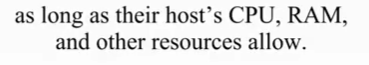 as long as their host’s CPU, RAM,
and other resources allow.